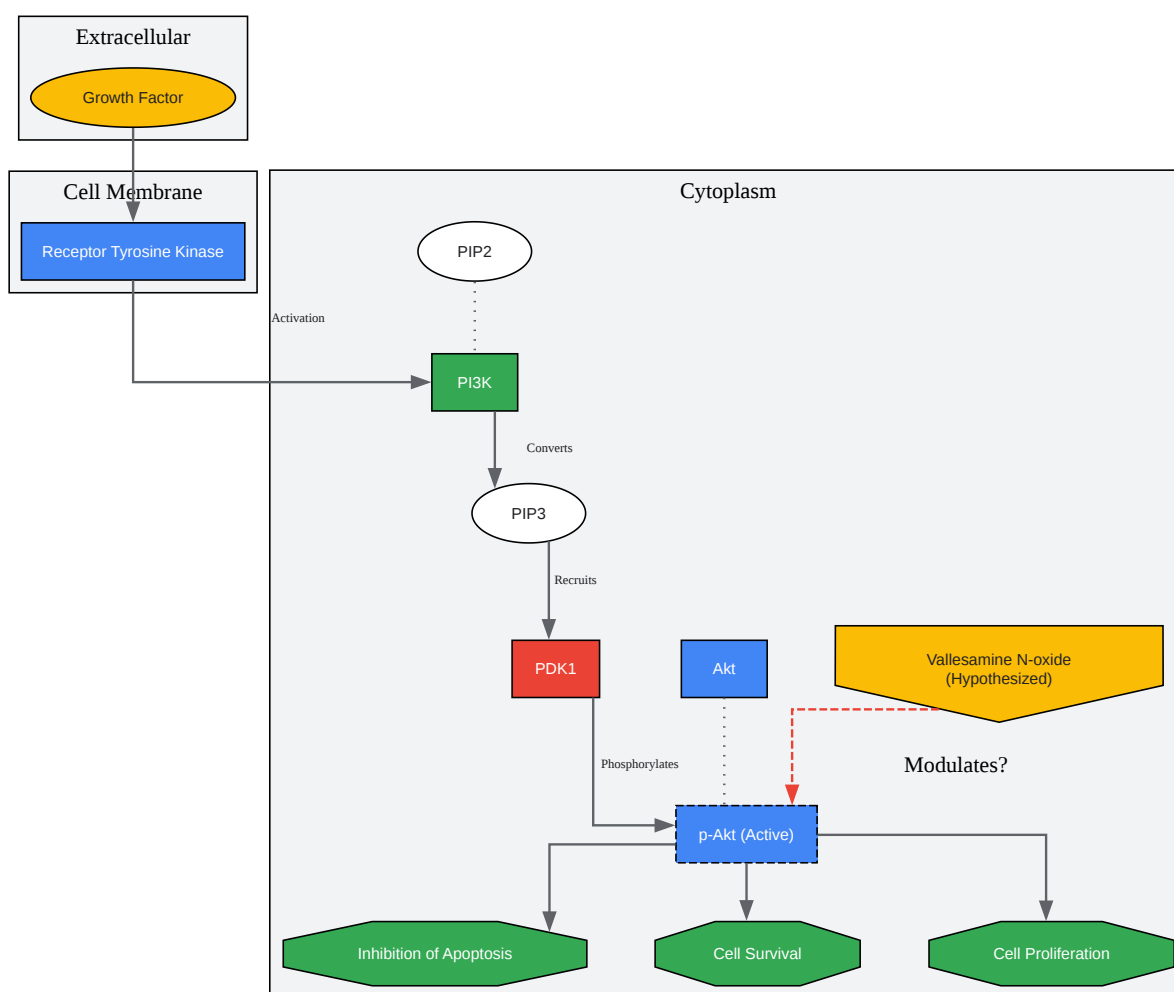 Extracellular
Growth Factor
Cell Membrane
Receptor Tyrosine Kinase
Cytoplasm
PIP2
Activation
PI3K
Converts
PIP3
Recruits
PDK1
Akt
Vallesamine N-oxide
(Hypothesized)
Phosphorylates
Modulates?
p-Akt (Active)
Inhibition of Apoptosis
Cell Survival
Cell Proliferation